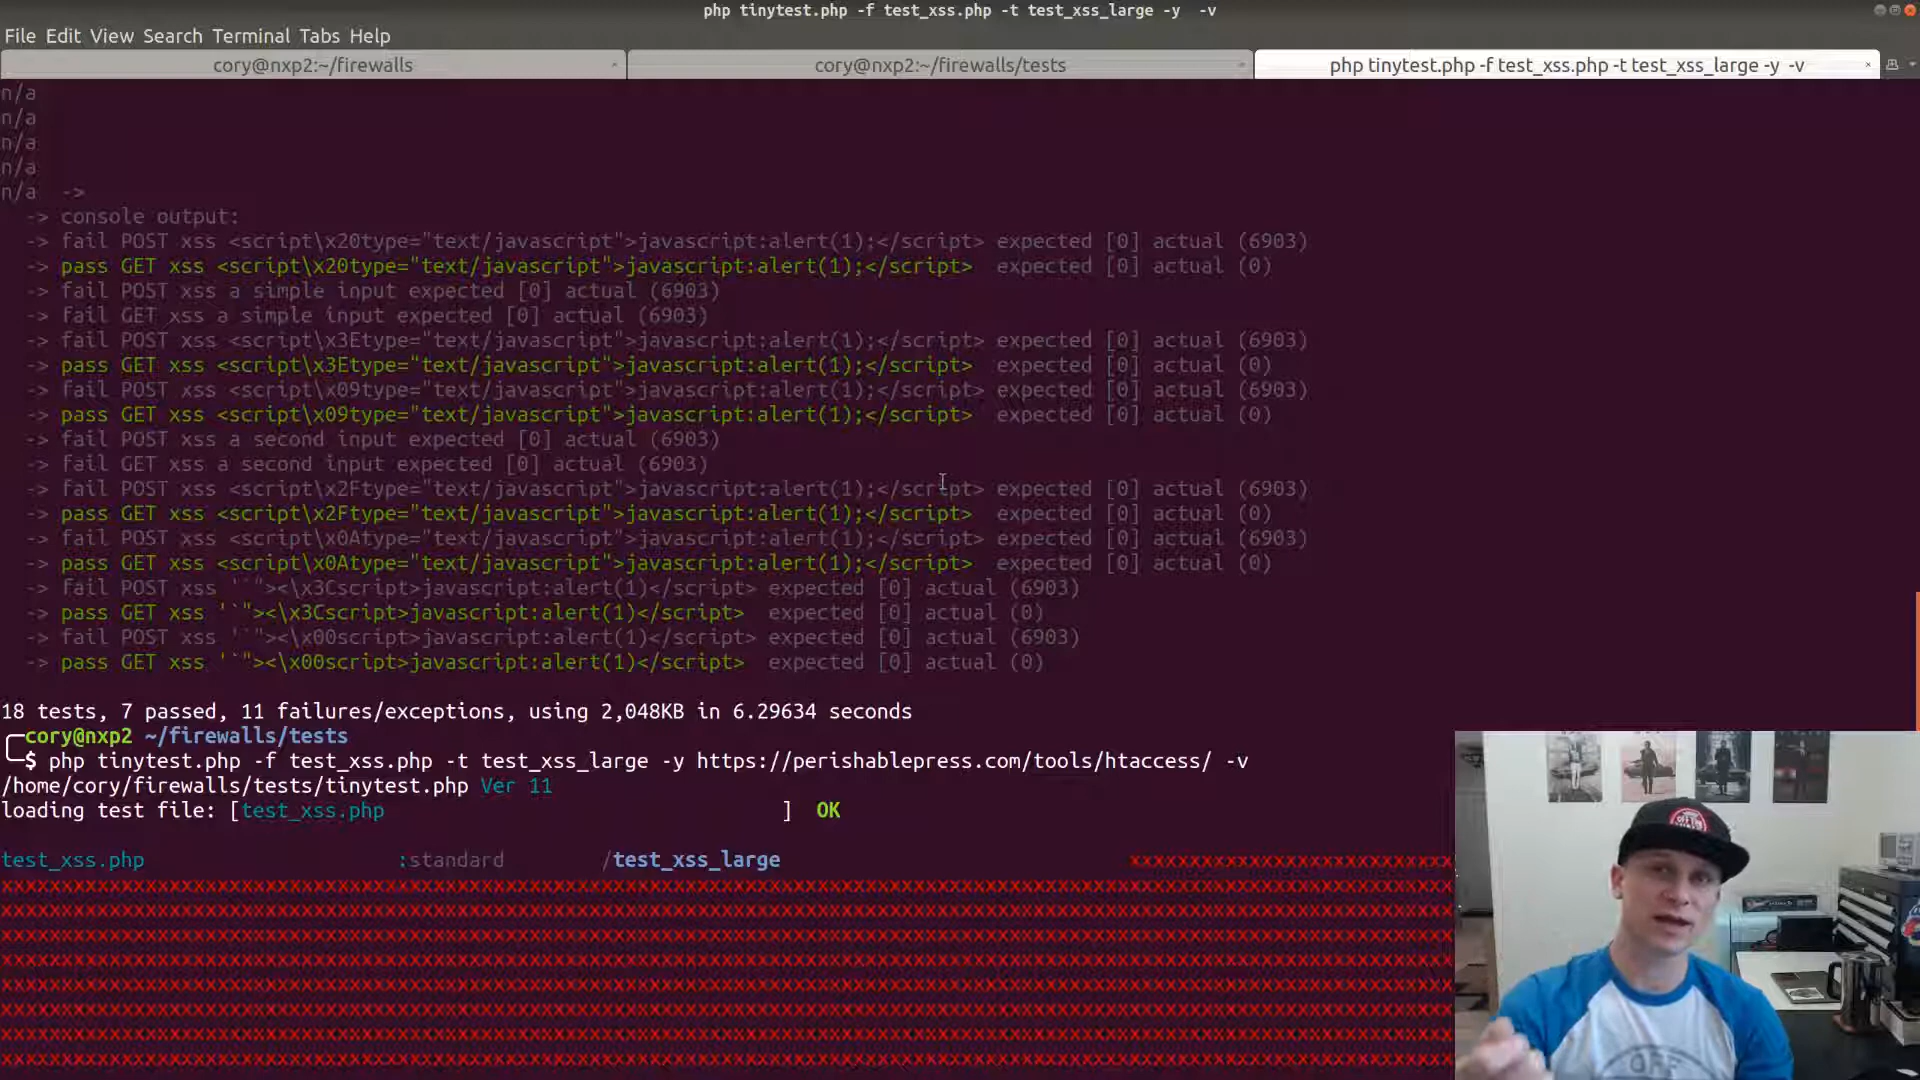 php tinytest.php -f test_xss.php -t test_xss_large -y  -v
File Edit View Search Terminal Tabs Help
cory@nxp2:~/firewalls
cory@nxp2:~/firewalls/tests
php tinytest.php -f test_xss.php -t test_xss_large -y  -v
n/a
n/a
n/a
n/a
n/a  ->
-> console output:
-> fail POST xss <script\x20type="text/javascript">javascript:alert(1);</script> expected [0] actual (6903)
-> pass GET xss <script\x20type="text/javascript">javascript:alert(1);</script>  expected [0] actual (0)
-> fail POST xss a simple input expected [0] actual (6903)
-> fail GET xss a simple input expected [0] actual (6903)
-> fail POST xss <script\x3Etype="text/javascript">javascript:alert(1);</script> expected [0] actual (6903)
-> pass GET xss <script\x3Etype="text/javascript">javascript:alert(1);</script>  expected [0] actual (0)
-> fail POST xss <script\x09type="text/javascript">javascript:alert(1);</script> expected [0] actual (6903)
-> pass GET xss <script\x09type="text/javascript">javascript:alert(1);</script>  expected [0] actual (0)
-> fail POST xss a second input expected [0] actual (6903)
-> fail GET xss a second input expected [0] actual (6903)
-> fail POST xss <script\x2Ftype="text/javascript">javascript:alert(1);</script> expected [0] actual (6903)
-> pass GET xss <script\x2Ftype="text/javascript">javascript:alert(1);</script>  expected [0] actual (0)
-> fail POST xss <script\x0Atype="text/javascript">javascript:alert(1);</script> expected [0] actual (6903)
-> pass GET xss <script\x0Atype="text/javascript">javascript:alert(1);</script>  expected [0] actual (0)
-> fail POST xss '`"><\x3Cscript>javascript:alert(1)</script> expected [0] actual (6903)
-> pass GET xss '`"><\x3Cscript>javascript:alert(1)</script>  expected [0] actual (0)
-> fail POST xss '`"><\x00script>javascript:alert(1)</script> expected [0] actual (6903)
-> pass GET xss '`"><\x00script>javascript:alert(1)</script>  expected [0] actual (0)
18 tests, 7 passed, 11 failures/exceptions, using 2,048KB in 6.29634 seconds
cory@nxp2 ~/firewalls/tests
$ php tinytest.php -f test_xss.php -t test_xss_large -y https://perishablepress.com/tools/htaccess/ -v
/home/cory/firewalls/tests/tinytest.php Ver 11
loading test file: [test_xss.php ] OK
test_xss.php :standard /test_xss_large
OFF